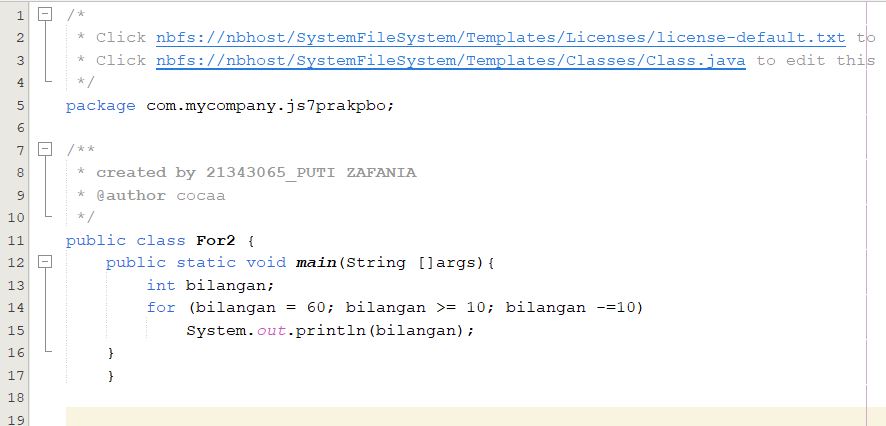 1 /*
2 * Click nbfs://nbhost/SystemFileSystem/Templates/Licenses/license-default.txt to
3 * Click nbfs://nbhost/SystemFileSystem/Templates/Classes/Class.java to edit this
4 */
5 package com.mycompany.js7prakpbo;
6
7 /**
8 * created by 21343065_PUTI ZAFANIA
9 * @author cocaa
10 */
11 public class For2 {
12 public static void main(String []args){
13 int bilangan;
14 for (bilangan = 60; bilangan >= 10; bilangan -=10)
15 System.out.println(bilangan);
16 }
17 }
18
19